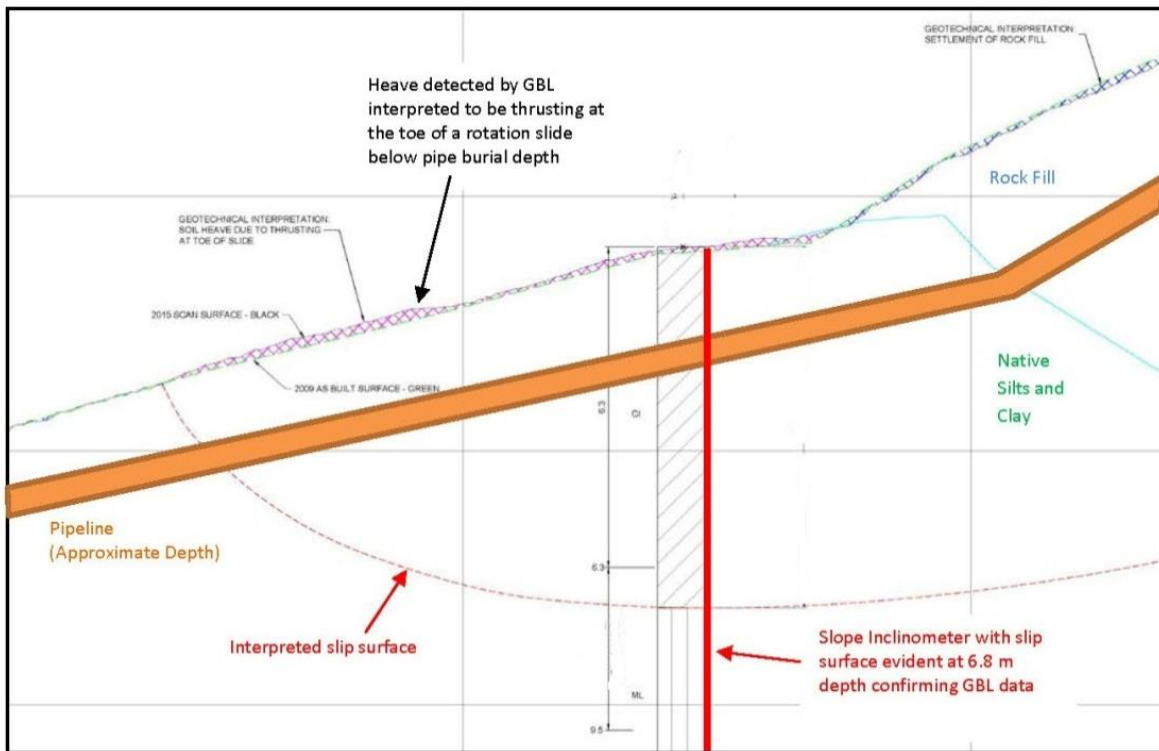 GEOTECHNICAL INTERPRETATION:
SETTLEMENT OF ROCK FILL
Heave detected by GBL
interpreted to be thrusting at
the toe of a rotation slide
below pipe burial depth
Rock Fill
GEOTECHNICAL INTERPRETATION:
SOIL HEAVE DUE TO THRUSTING
AT TOE OF SLIDE
2015 SCAN SURFACE - BLACK
2009 AS BUILT SURFACE - GREEN
Native
Silts and
Clay
6.3
CI
Pipeline
(Approximate Depth)
6.3
Interpreted slip surface
Slope Inclinometer with slip
surface evident at 6.8 m
depth confirming GBL data
ML
9.5